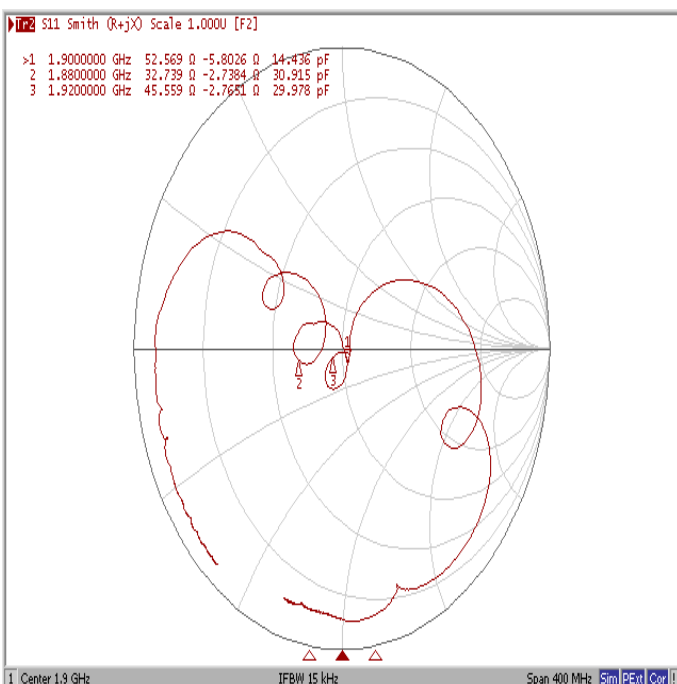 Tr2 S11 Smith (R+jX) Scale 1.000U [F2]
>1 1.9000000 GHz 52.569 Ω -5.8026 Ω 14.436 pF
2 1.8800000 GHz 32.739 Ω -2.7384 Ω 30.915 pF
3 1.9200000 GHz 45.559 Ω -2.7651 Ω 29.978 pF
1
2
3
1 Center 1.9 GHz IFBW 15 kHz Span 400 MHz Sim PExt Cor !